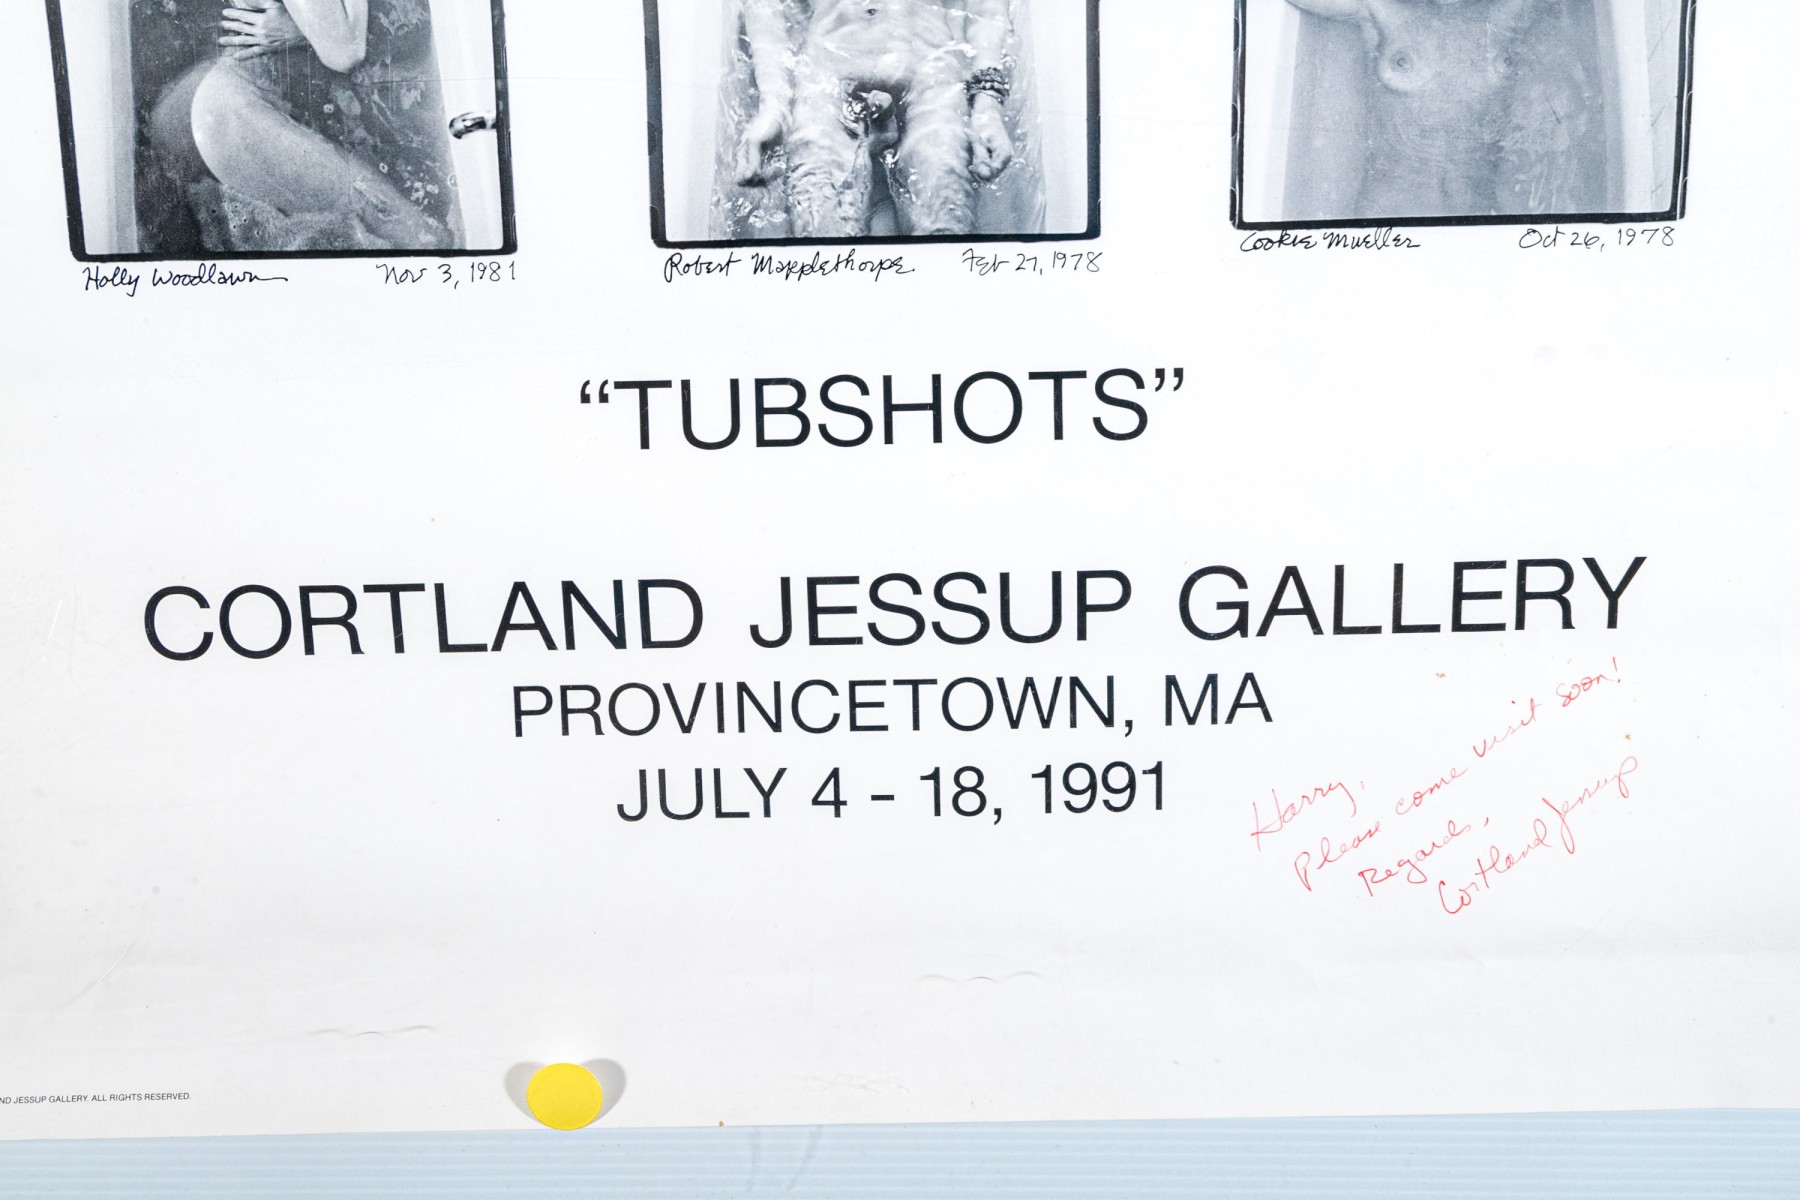 Holly Woodlawn Nov 3, 1981
Robert Mapplethorpe Feb 27, 1978
Cookie Mueller Oct 26, 1978
“TUBSHOTS”
CORTLAND JESSUP GALLERY
PROVINCETOWN, MA
JULY 4 - 18, 1991
Harry,
Please come visit soon!
Regards,
Cortland Jessup
ND JESSUP GALLERY. ALL RIGHTS RESERVED.